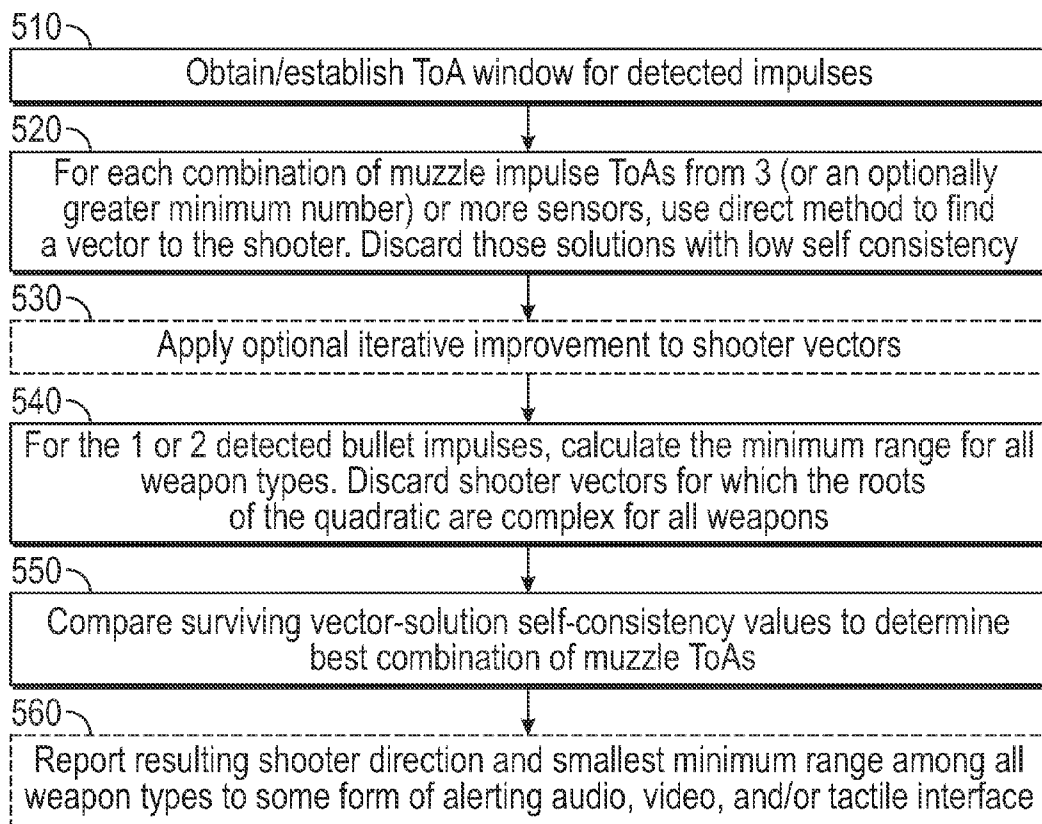 510
Obtain/establish ToA window for detected impulses
520
For each combination of muzzle impulse ToAs from 3 (or an optionally
greater minimum number) or more sensors, use direct method to find
a vector to the shooter. Discard those solutions with low self consistency
530
Apply optional iterative improvement to shooter vectors
540
For the 1 or 2 detected bullet impulses, calculate the minimum range for all
weapon types. Discard shooter vectors for which the roots
of the quadratic are complex for all weapons
550
Compare surviving vector-solution self-consistency values to determine
best combination of muzzle ToAs
560
Report resulting shooter direction and smallest minimum range among all
weapon types to some form of alerting audio, video, and/or tactile interface